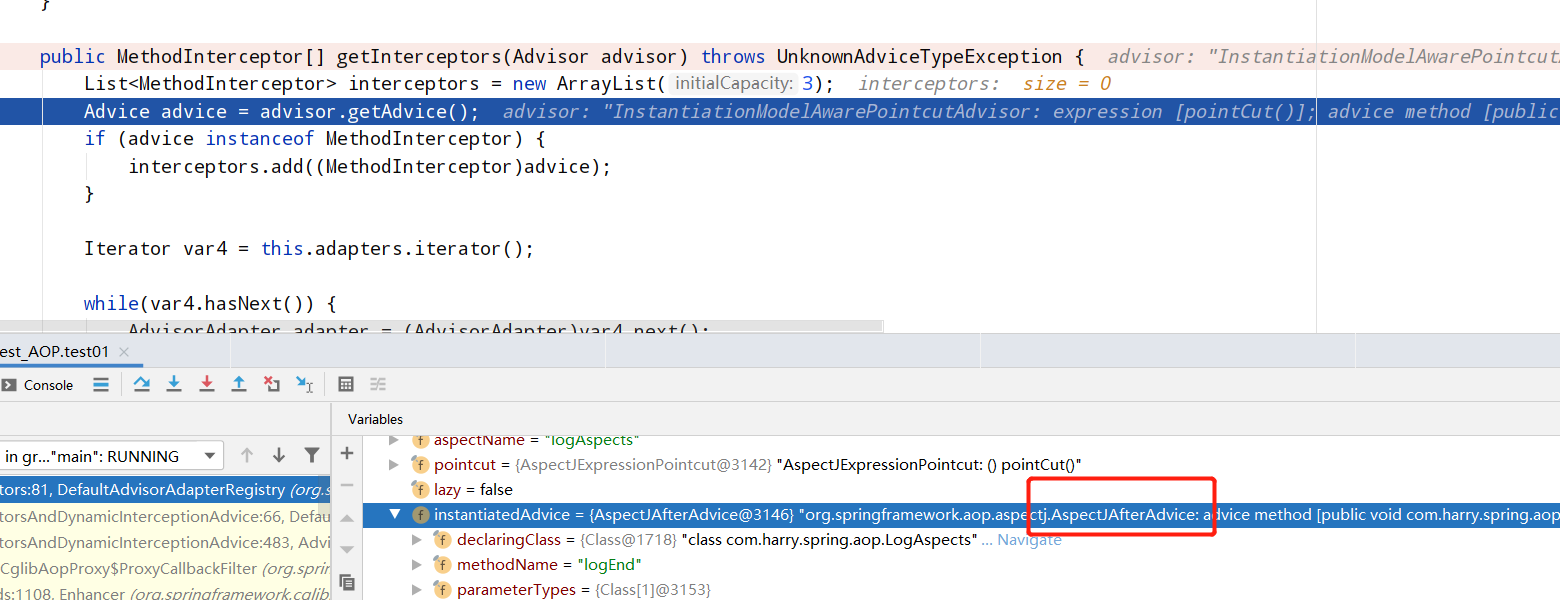 }
public MethodInterceptor[] getInterceptors(Advisor advisor) throws UnknownAdviceTypeException {  advisor: "InstantiationModelAwarePointcut
List<MethodInterceptor> interceptors = new ArrayList( initialCapacity: 3);  interceptors:  size = 0
Advice advice = advisor.getAdvice();  advisor: "InstantiationModelAwarePointcutAdvisor: expression [pointCut()]; advice method [public
if (advice instanceof MethodInterceptor) {
interceptors.add((MethodInterceptor)advice);
}
Iterator var4 = this.adapters.iterator();
while(var4.hasNext()) {
AdvisorAdapter adapter = (AdvisorAdapter)var4.next();
est_AOP.test01
Console
Variables
in gr..."main": RUNNING
tors:81, DefaultAdvisorAdapterRegistry (org.s
torsAndDynamicInterceptionAdvice:66, Defau
torsAndDynamicInterceptionAdvice:483, Advi
CglibAopProxy$ProxyCallbackFilter (org.sprin
ds:1108, Enhancer (org.springframework.cglib
aspectName = "logAspects"
pointcut = {AspectJExpressionPointcut@3142} "AspectJExpressionPointcut: () pointCut()"
lazy = false
instantiatedAdvice = {AspectJAfterAdvice@3146} "org.springframework.aop.aspectj.AspectJAfterAdvice: advice method [public void com.harry.spring.aop
declaringClass = {Class@1718} "class com.harry.spring.aop.LogAspects" ... Navigate
methodName = "logEnd"
parameterTypes = {Class[1]@3153}